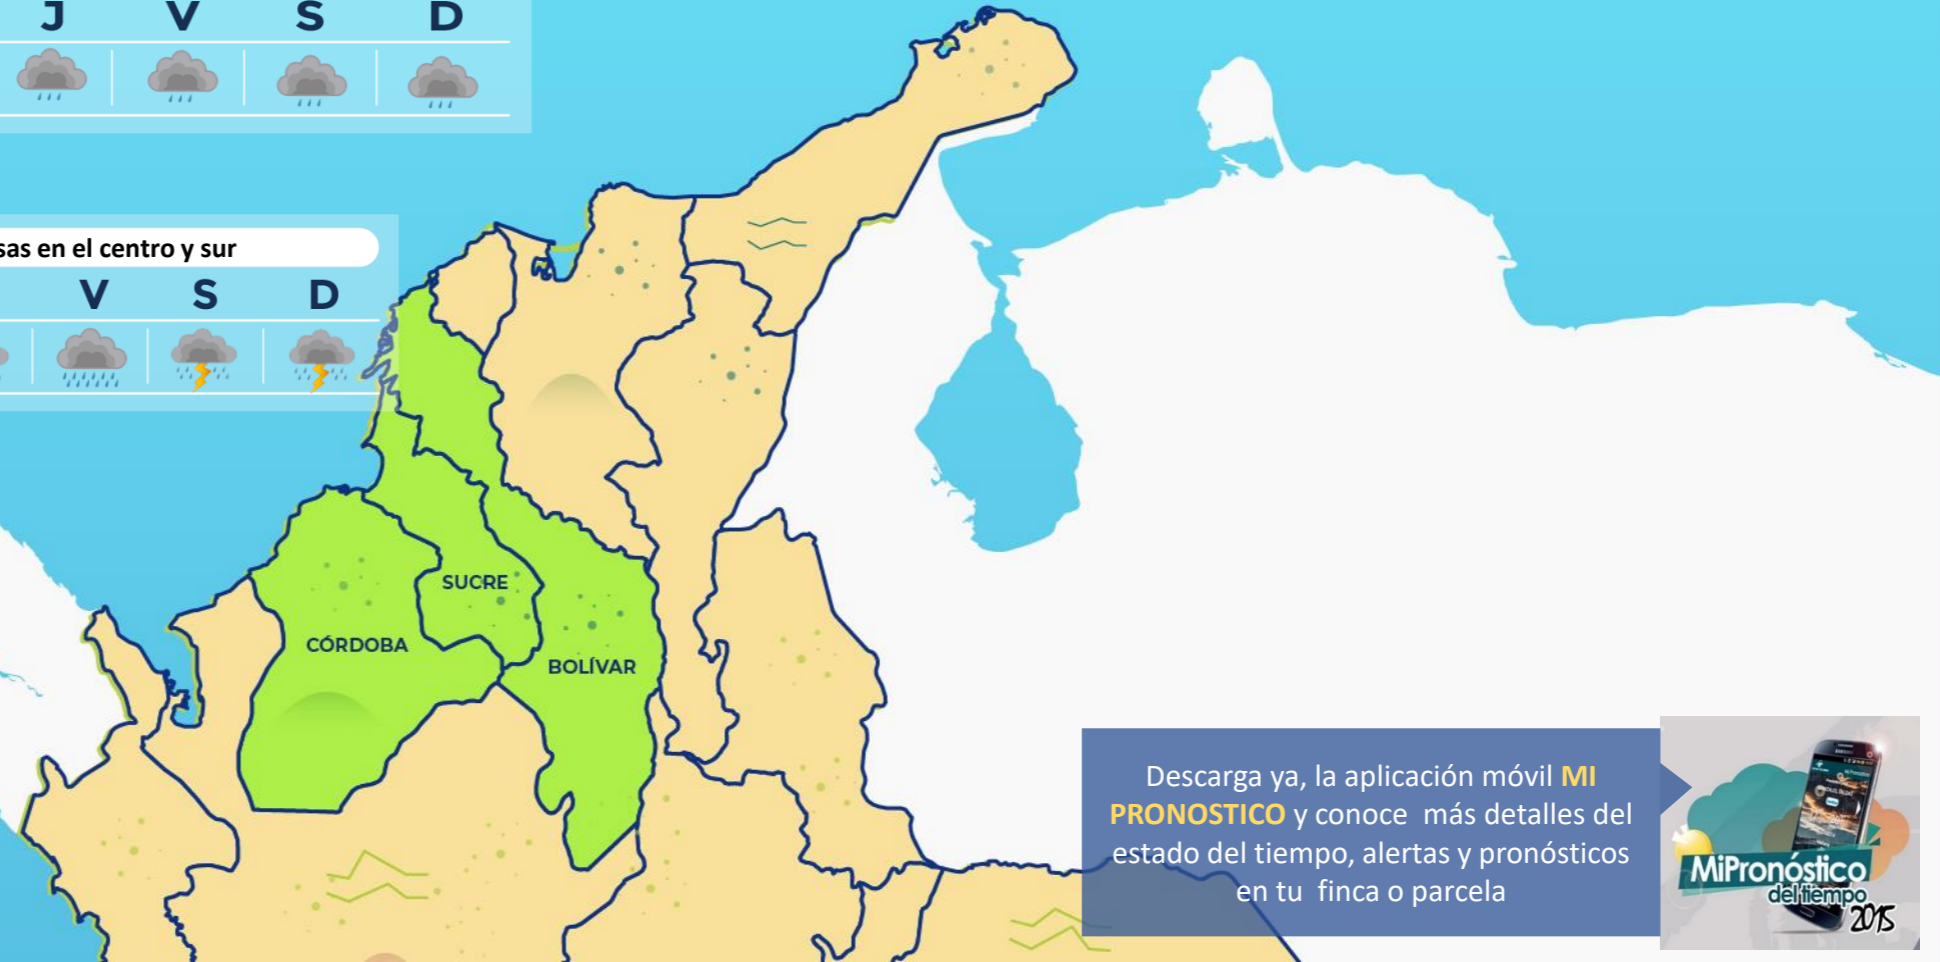 J V S D
sas en el centro y sur
V S D
SUCRE
CÓRDOBA
BOLÍVAR
Descarga ya, la aplicación móvil MI
PRONOSTICO y conoce más detalles del
estado del tiempo, alertas y pronósticos
en tu finca o parcela
MiPronóstico
del tiempo
2015